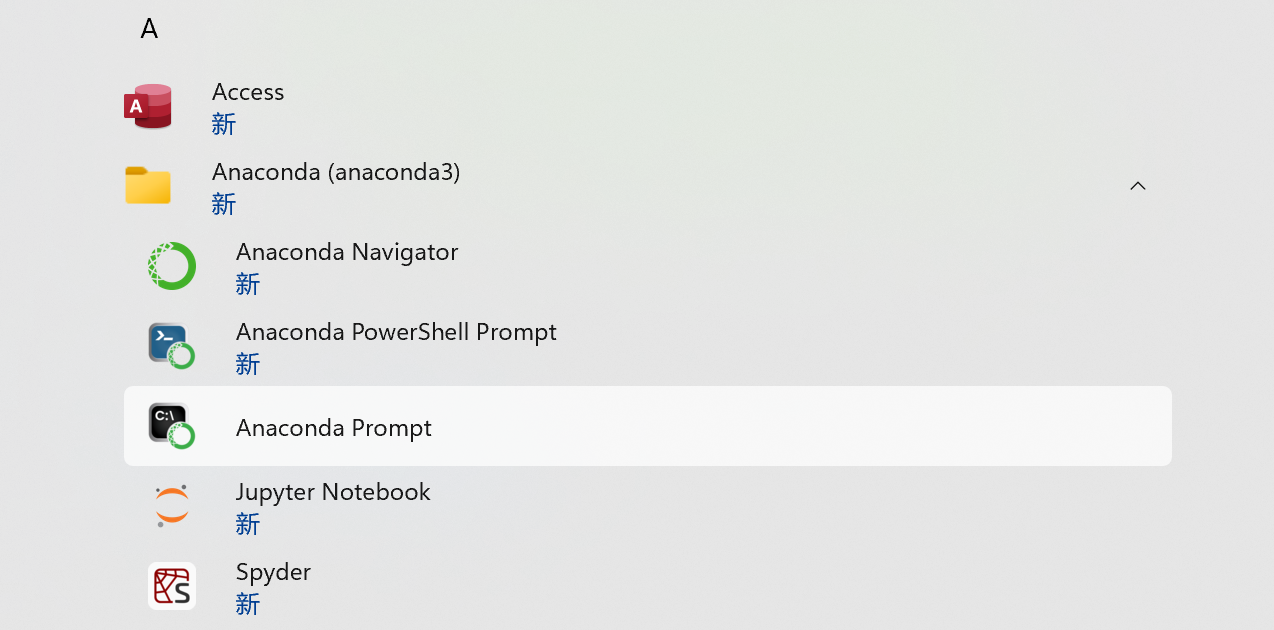 A
Access
新
Anaconda (anaconda3)
新
Anaconda Navigator
新
Anaconda PowerShell Prompt
新
Anaconda Prompt
Jupyter Notebook
新
Spyder
新